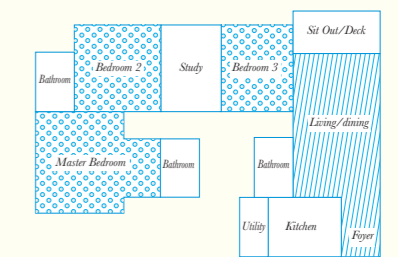 Sit Out/Deck
Bathroom
Bedroom 2
Study
Bedroom 3
Living/dining
Master Bedroom
Bathroom
Bathroom
Utility
Kitchen
Foyer